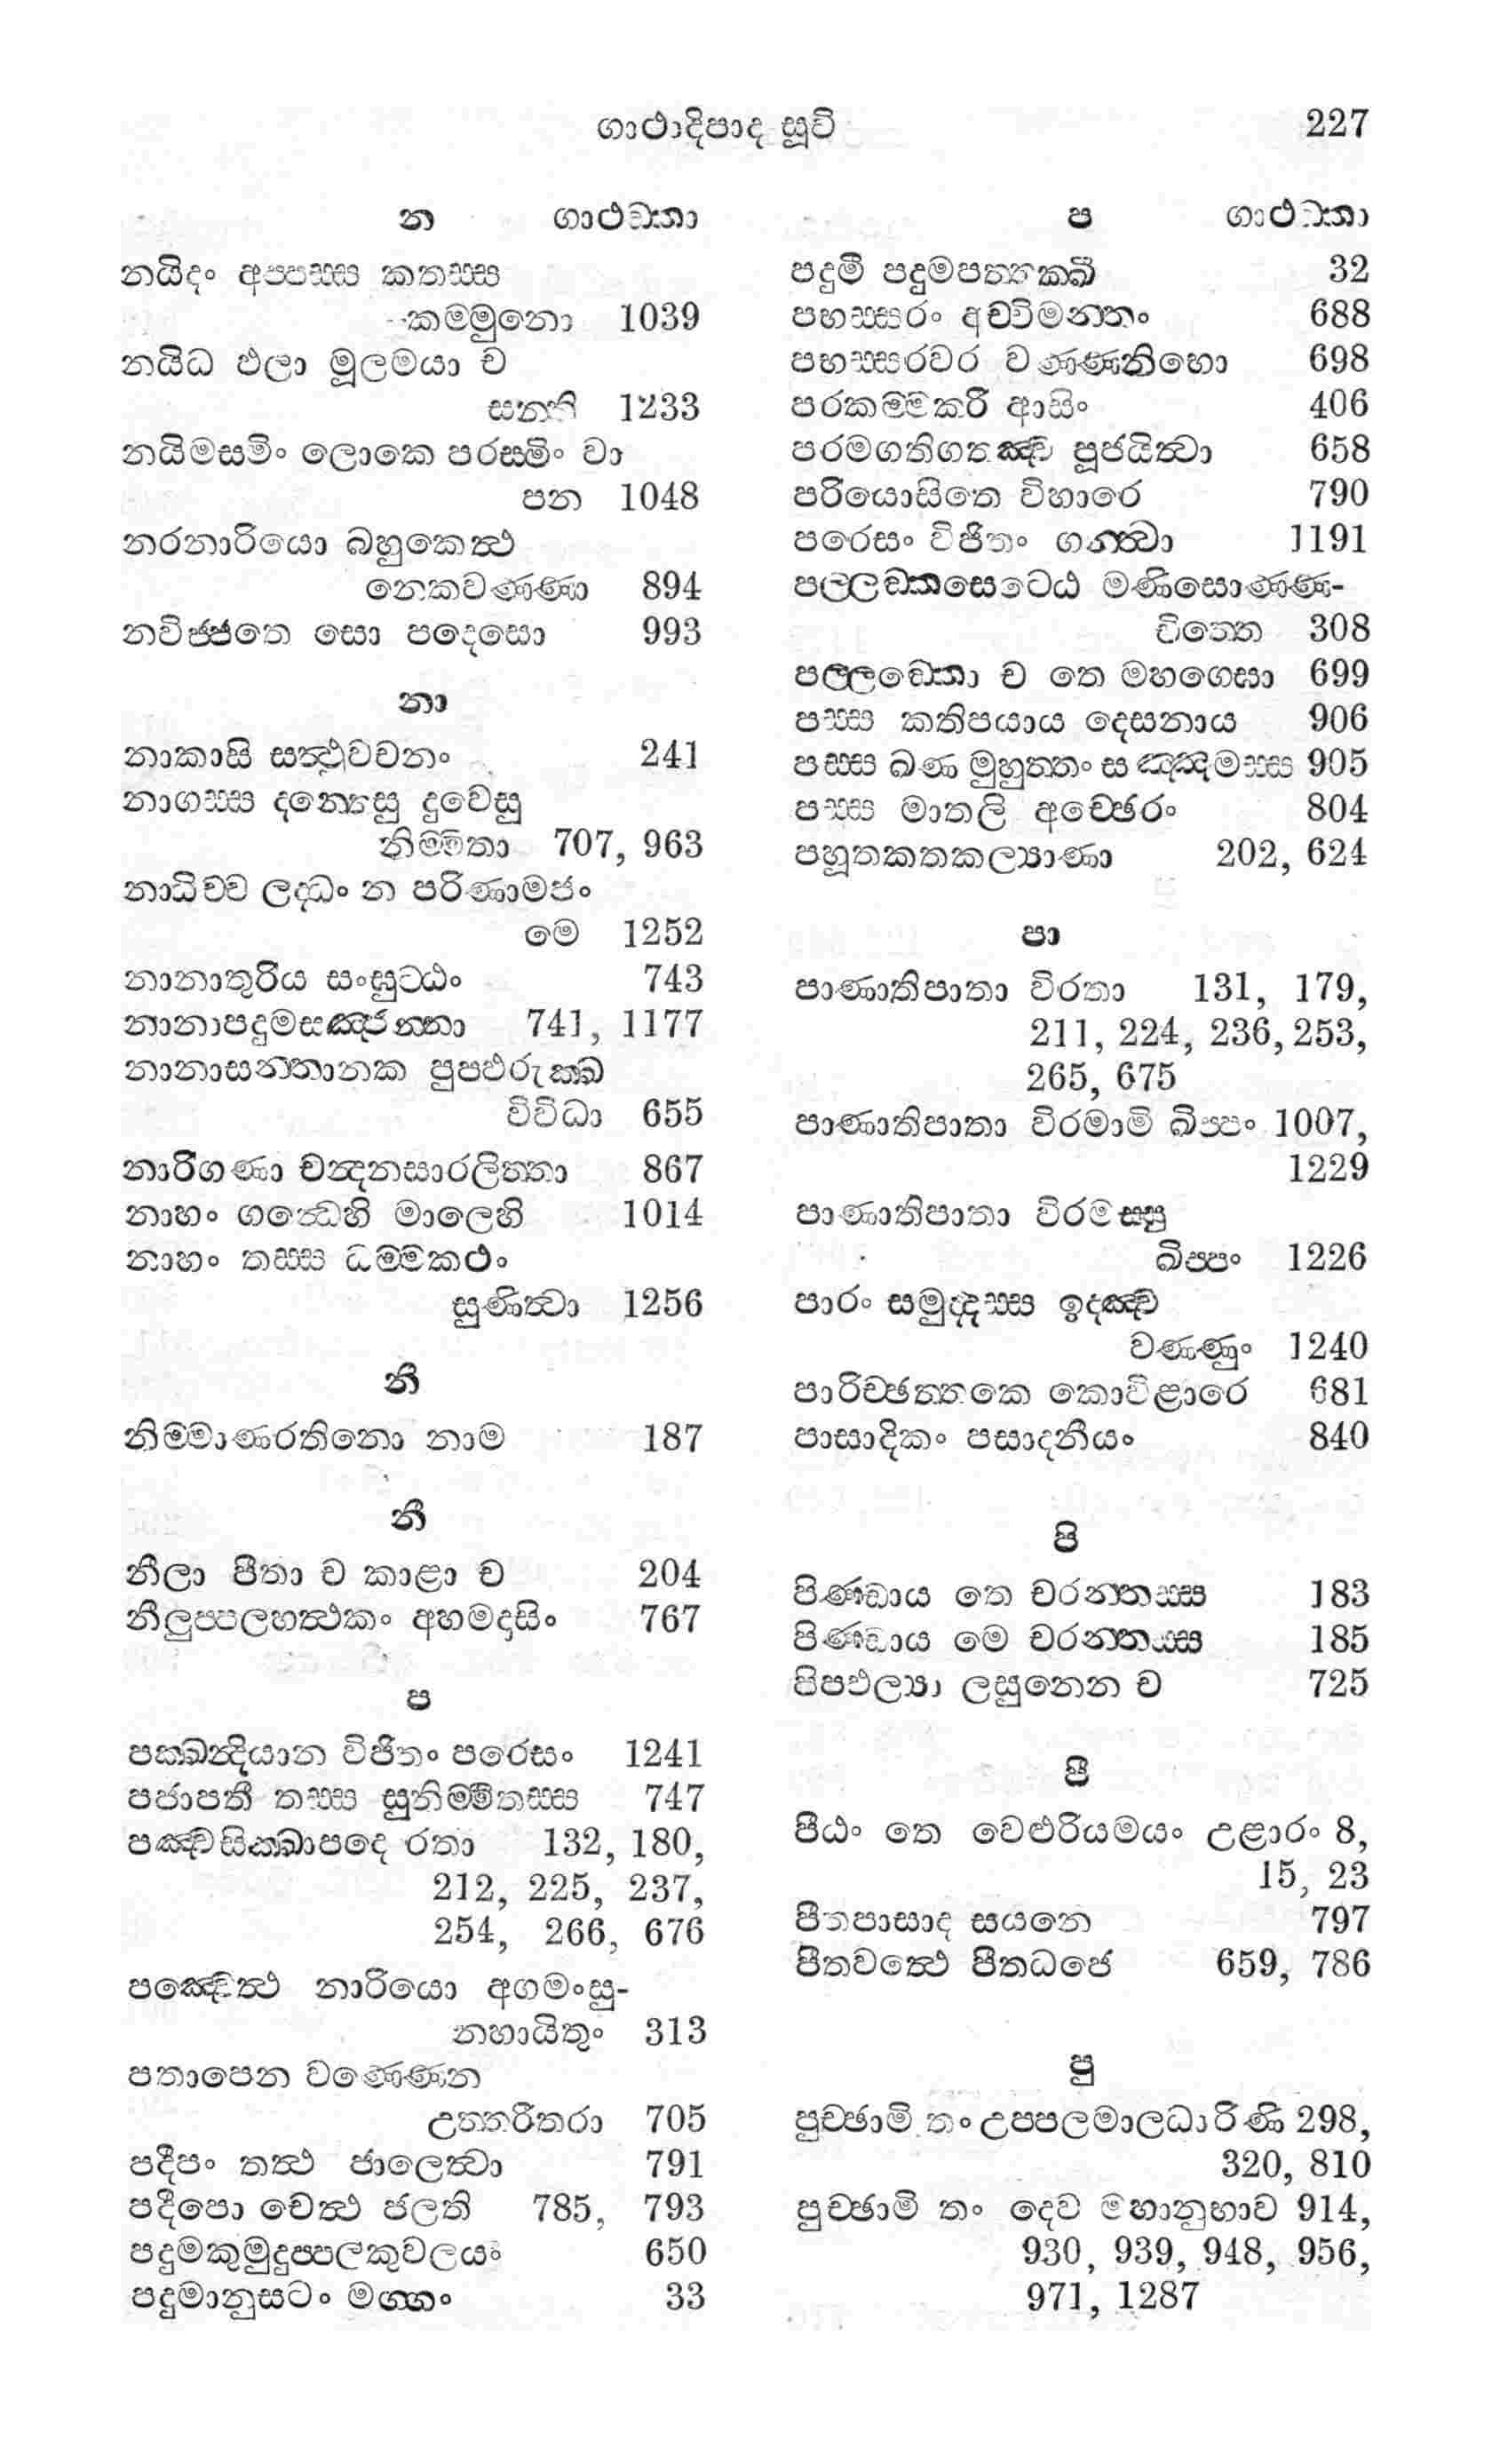 ගාථාදිපාද සූචි 227
න ගාථඞකා
නයිදං අප්පස්ස කතස්ස
කම්මුනො 1039
නයිධ ඵලා මූලමයා ච
සන්ති 1233
නයිමස්මිං ලොකෙ පරස්මිං වා
පන 1048
නරනාරියො බහුකෙත්ථ
නෙකවණ්ණා 894
නවිජ්ජතෙ සො පදෙසො 993
නා
නාකාසි සත්ථුවචනං 241
නාගස්ස දන්තෙසු දුවෙසු
නිම්මිතා 707, 963
නාධිච්ච ලද්ධං න පරිණාමජං
මෙ 1252
නානාතුරිය සංඝුට්ඨං 743
නානාපදුමසඤ්ඡන්නා 741, 1177
නානාසන්තානක පුප්ඵරුක්ඛ
විවිධා 655
නාරිගණා චන්දනසාරලිත්තා 867
නාහං ගන්ධෙහි මාලෙහි 1014
නාහං තස්ස ධම්මකථං
සුණිත්වා 1256
නි
නිම්මාණරතිනො නාම 187
නී
නීලා පීතා ච කාළා ච 204
නීලුප්පලහත්ථකං අහමදාසිං 767
ප
පක්ඛන්දියාන විජිතං පරෙසං 1241
පජාපතී තස්ස සුනිම්මිතස්ස 747
පඤ්චසික්ඛාපදෙ රතා 132, 180,
212, 225, 237,
254, 266, 676
පඤ්චෙත්ථ නාරියො අගමංසු-
නහායිතුං 313
පතාපෙන වණ්ණෙන
උත්තරීතරා 705
පදීපං තත්ථ ජාලෙත්වා 791
පදීපො චෙත්ථ ජලති 785, 793
පදුමකුමුදුප්පලකුවලයං 650
පදුමානුසටං මග්ගං 33
ප ගාථඞකා
පදුමී පදුමපත්තක්ඛී 32
පභස්සරං අච්චිමන්තං 688
පභස්සරවර වණ්ණනිභො 698
පරකම්මකරී ආසිං 406
පරමගතිගතඤ්ච පූජයිත්වා 658
පරියොසිතෙ විහාරෙ 790
පරෙසං විජිතං ගන්ත්වා 1191
පල්ලඞ්කසෙට්ඨෙ මණිසොණ්ණ-
චිත්තෙ 308
පල්ලඞ්කො ච තෙ මහග්ඝො 699
පස්ස කතිපයාය දෙසනාය 906
පස්ස ඛණ මුහුත්තං සඤ්ඤමස්ස 905
පස්ස මාතලි අච්ඡෙරං 804
පහූතකතකල්‍යාණා 202, 624
පා
පාණාතිපාතා විරතා 131, 179,
211, 224, 236, 253,
265, 675
පාණාතිපාතා විරමාමි ඛිප්පං 1007,
1229
පාණාතිපාතා විරමස්සු
ඛිප්පං 1226
පාරං සමුද්දස්ස ඉදඤ්ච
වණ්ණුං 1240
පාරිච්ඡත්තකෙ කොවිළාරෙ 681
පාසාදිකං පසාදනීයං 840
පි
පිණ්ඩාය තෙ චරන්තස්ස 183
පිණ්ඩාය මෙ චරන්තස්ස 185
පිප්ඵල්‍යා ලසුනෙන ච 725
පී
පීඨං තෙ වෙළුරියමයං උළාරං 8,
15, 23
පීතපාසාද සයනෙ 797
පීතවත්ථෙ පීතධජෙ 659, 786
පු
පුච්ඡාමි තං උප්පලමාලධාරිණි 298,
320, 810
පුච්ඡාමි තං දෙව මහානුභාව 914,
930, 939, 948, 956,
971, 1287